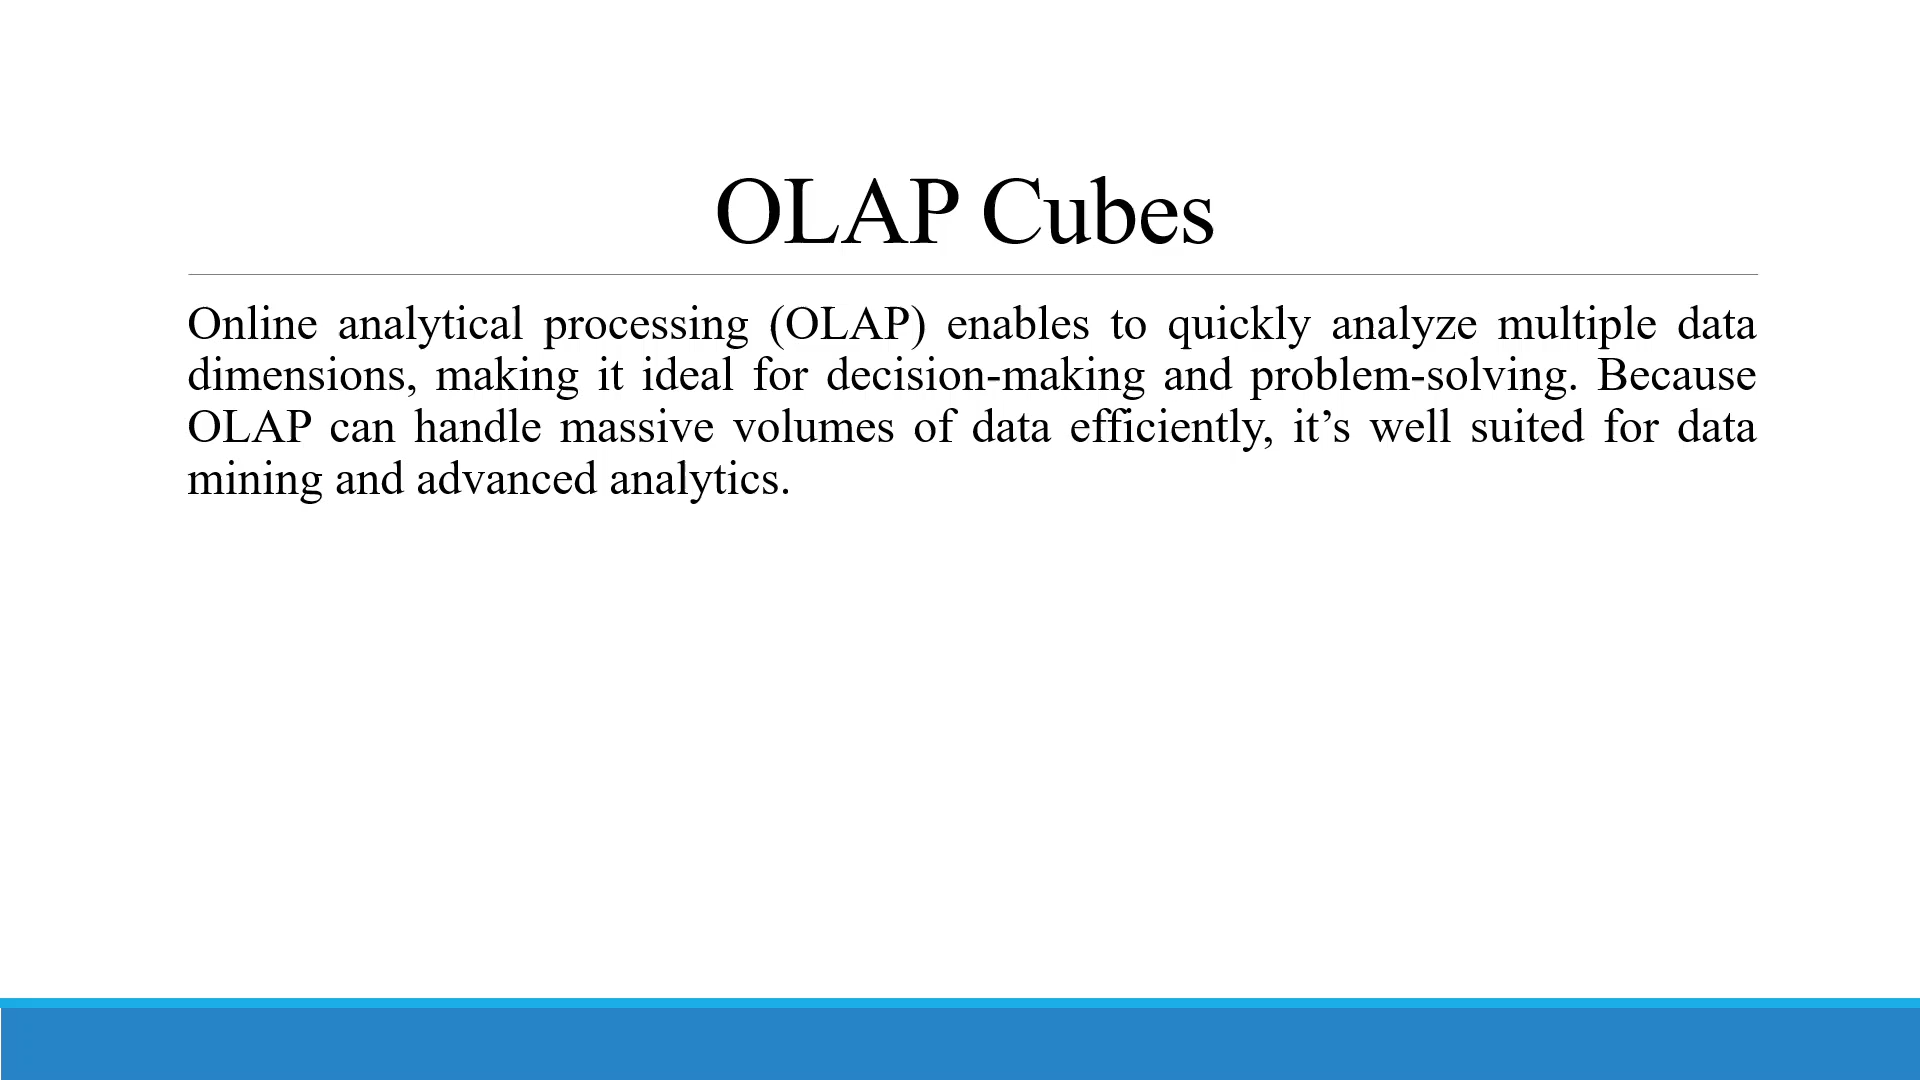 OLAP Cubes
Online analytical processing (OLAP) enables to quickly analyze multiple data
dimensions, making it ideal for decision-making and problem-solving. Because
OLAP can handle massive volumes of data efficiently, it’s well suited for data
mining and advanced analytics.